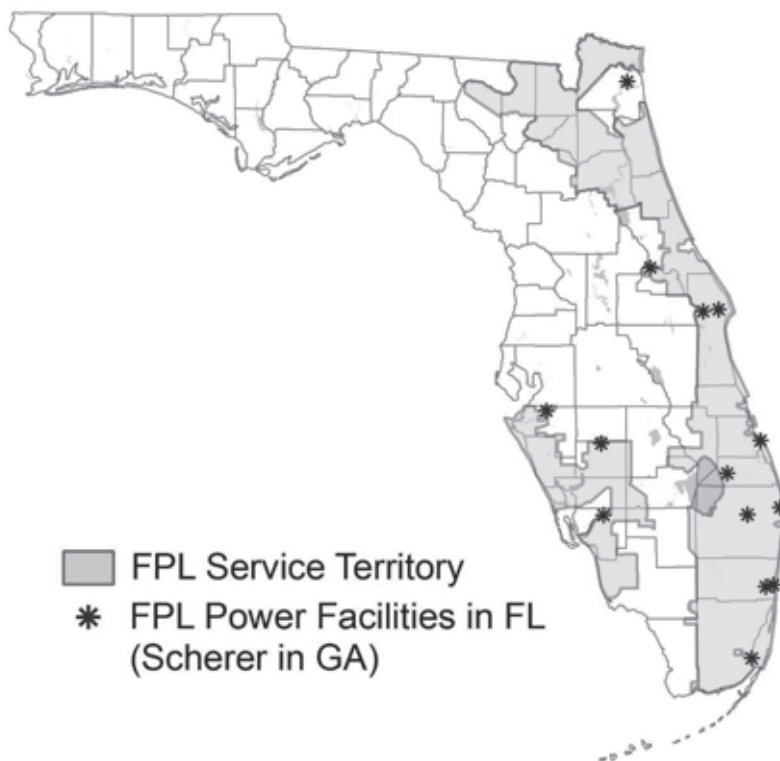 FPL Service Territory
FPL Power Facilities in FL
(Scherer in GA)